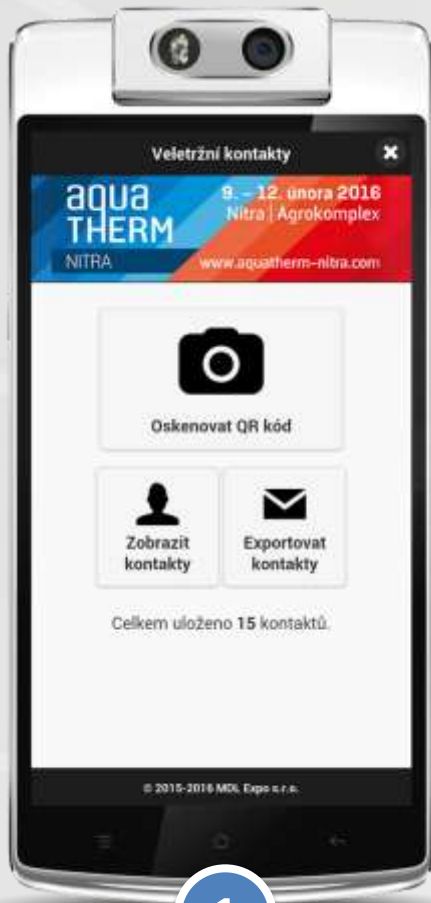 Veletržní kontakty
aqua
THERM
NITRA
9. – 12. února 2016
Nitra | Agrokomplex
www.aquatherm-nitra.com
Oskenovat QR kód
Zobrazit
kontakty
Exportovat
kontakty
Celkem uloženo 15 kontaktů.
© 2015-2016 MDL Expo s.r.o.